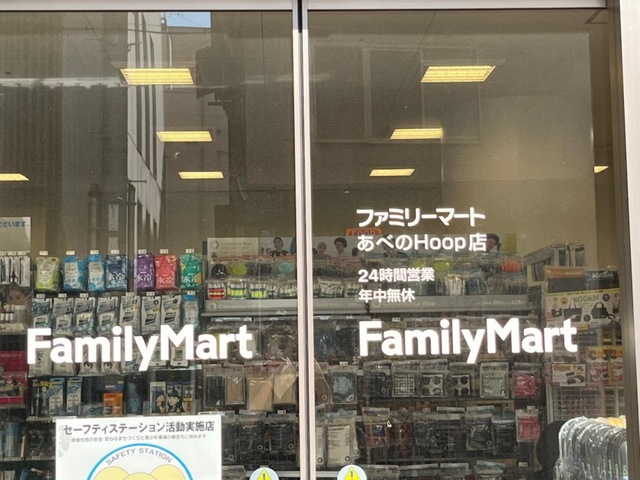 ファミリーマート
あべのHoop店
24時間営業
年中無休
FamilyMart
FamilyMart
セーフティステーション活動実施店
SAFETY STATION